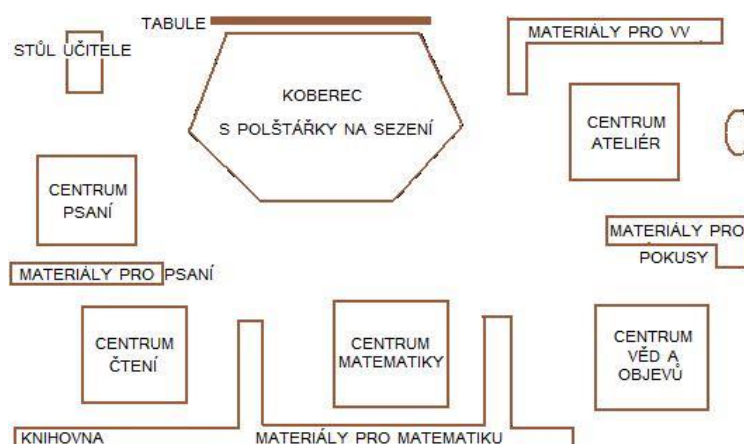 TABULE
STŮL UČITELE
MATERIÁLY PRO VV
KOBEREC
S POLŠTÁŘKY NA SEZENÍ
CENTRUM
ATELIÉR
CENTRUM
PSANÍ
MATERIÁLY PRO
POKUSY
MATERIÁLY PRO PSANÍ
CENTRUM
ČTENÍ
CENTRUM
MATEMATIKY
CENTRUM
VĚD A
OBJEVŮ
KNIHOVNA
MATERIÁLY PRO MATEMATIKU